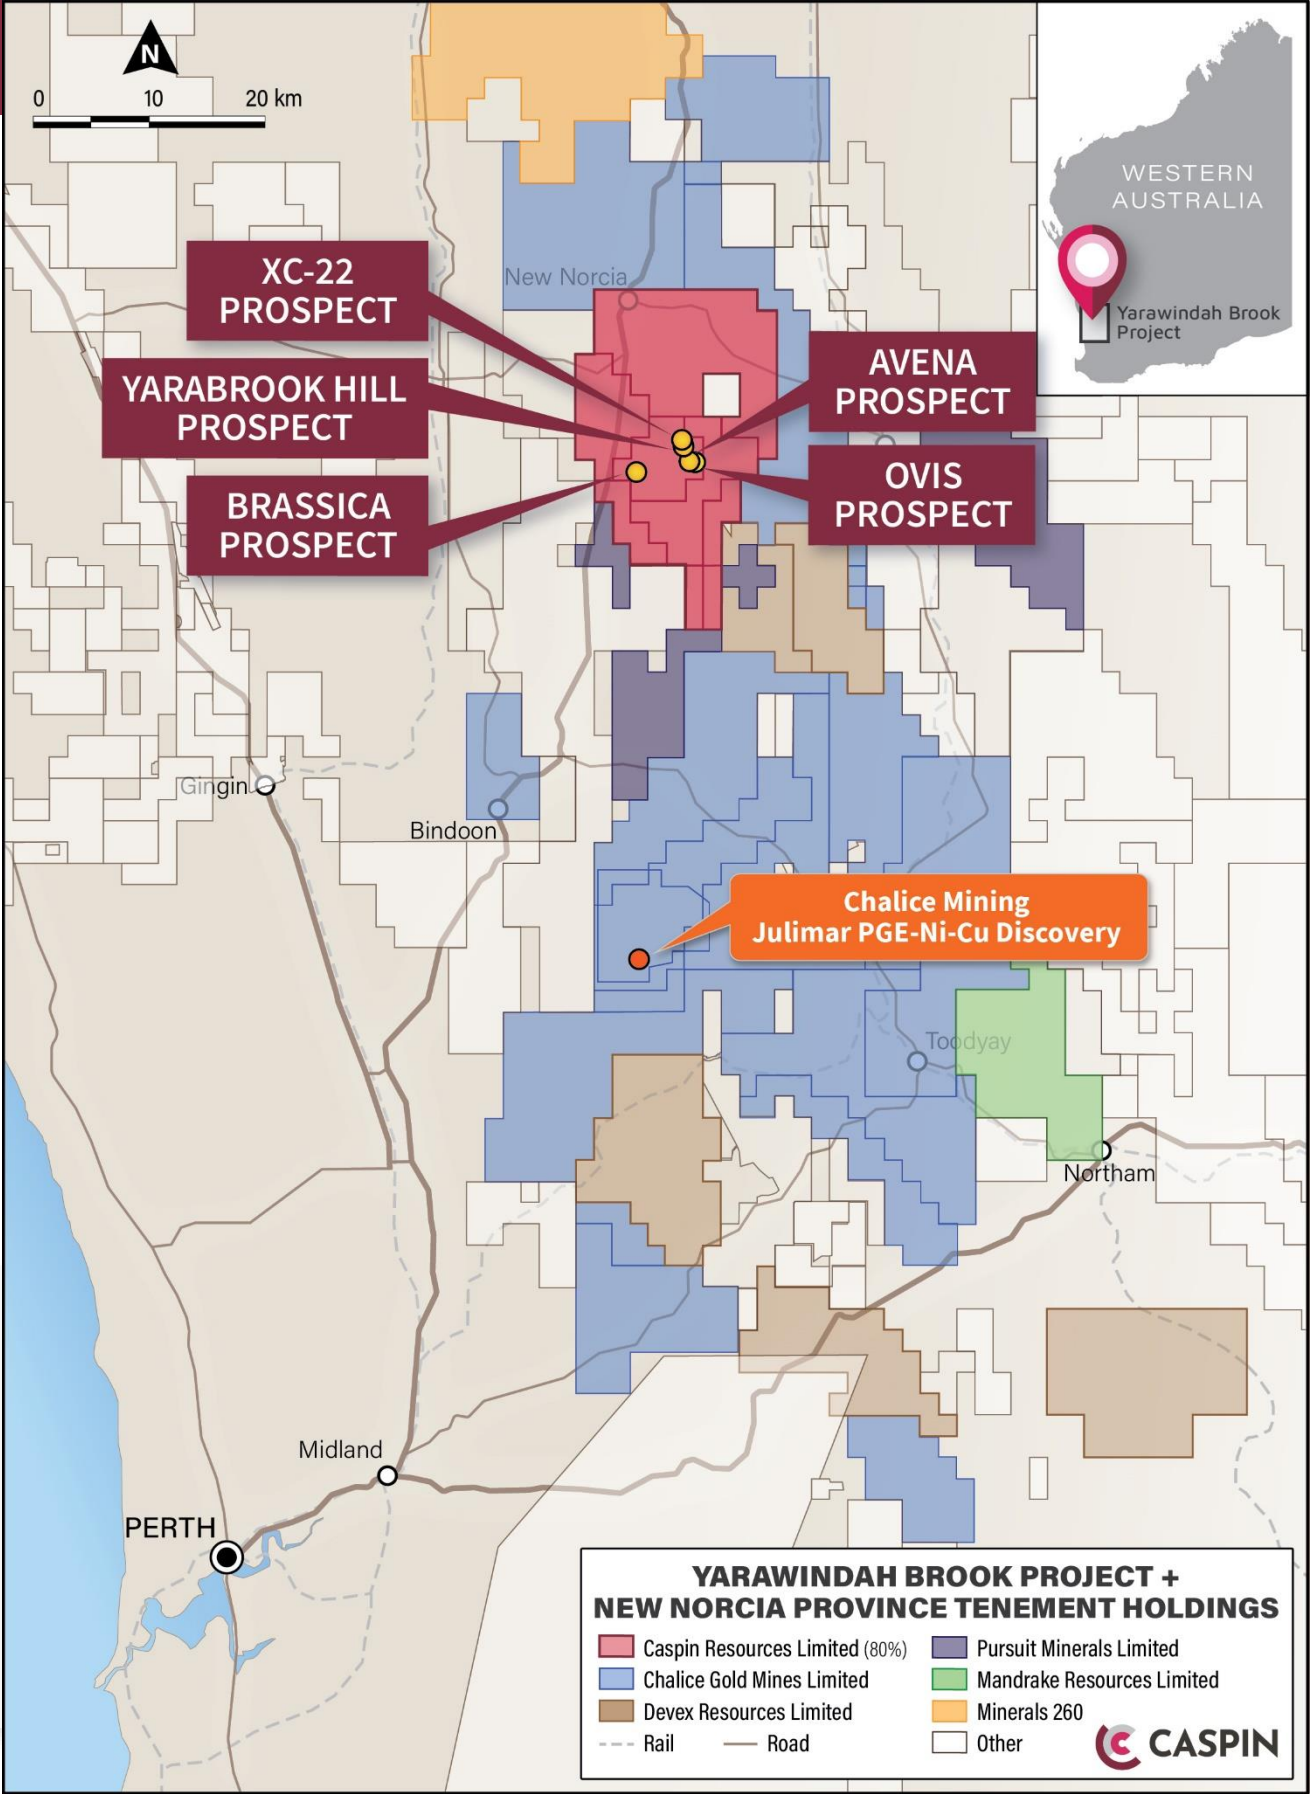 N
0 10 20 km
WESTERN
AUSTRALIA
Yarawindah Brook
Project
XC-22
PROSPECT
New Norcia
YARABROOK HILL
PROSPECT
AVENA
PROSPECT
BRASSICA
PROSPECT
OVIS
PROSPECT
Gingin
Bindoon
Chalice Mining
Julimar PGE-Ni-Cu Discovery
Toodyay
Northam
Midland
PERTH
YARAWINDAH BROOK PROJECT +
NEW NORCIA PROVINCE TENEMENT HOLDINGS
Caspin Resources Limited (80%)
Pursuit Minerals Limited
Chalice Gold Mines Limited
Mandrake Resources Limited
Devex Resources Limited
Minerals 260
Rail
Road
Other
CASPIN